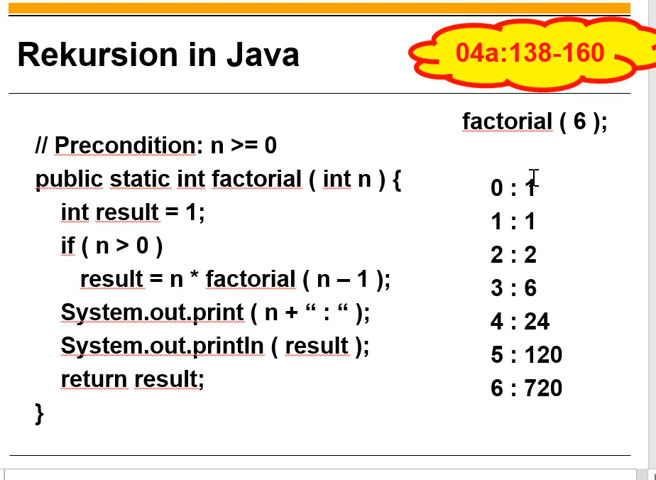 Rekursion in Java
04a:138-160
factorial ( 6 );
// Precondition: n >= 0
public static int factorial ( int n ) {
int result = 1;
if ( n > 0 )
result = n * factorial ( n – 1 );
System.out.print ( n + “ : “ );
System.out.println ( result );
return result;
}
0 : 1
1 : 1
2 : 2
3 : 6
4 : 24
5 : 120
6 : 720